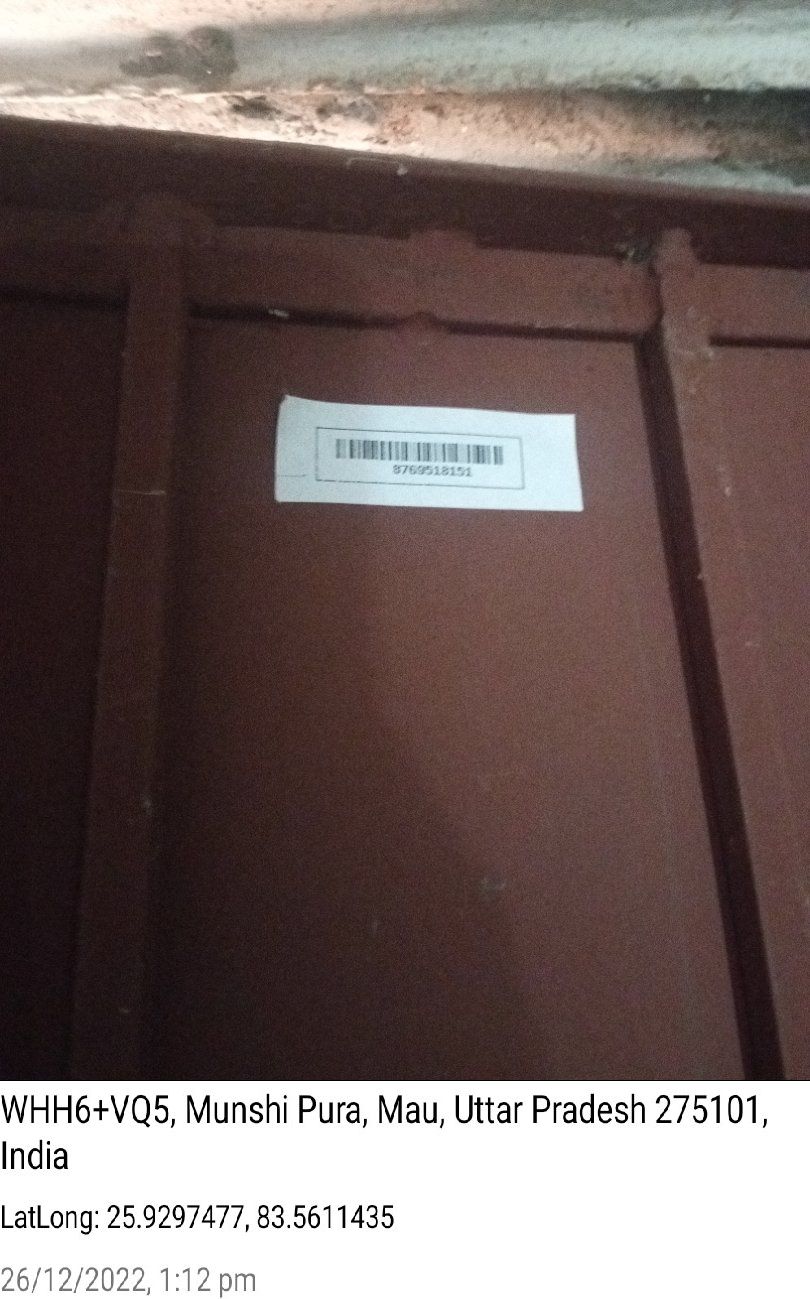 8769518151
WHH6+VQ5, Munshi Pura, Mau, Uttar Pradesh 275101,
India
LatLong: 25.9297477, 83.5611435
26/12/2022, 1:12 pm